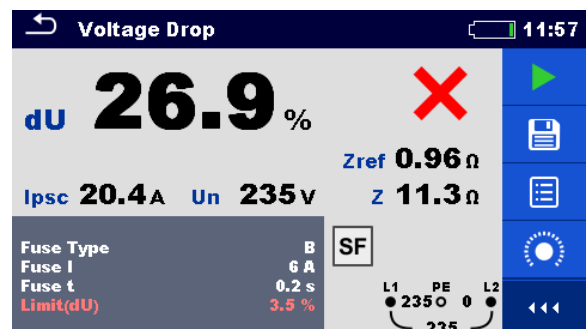 Voltage Drop 11:57
dU 26.9 %
Zref 0.96 Ω
Ipsc 20.4 A Un 235 V Z 11.3 Ω
Fuse Type B
Fuse I 6 A
Fuse t 0.2 s
Limit(dU) 3.5 %
SF
L1 PE L2
235 0
235